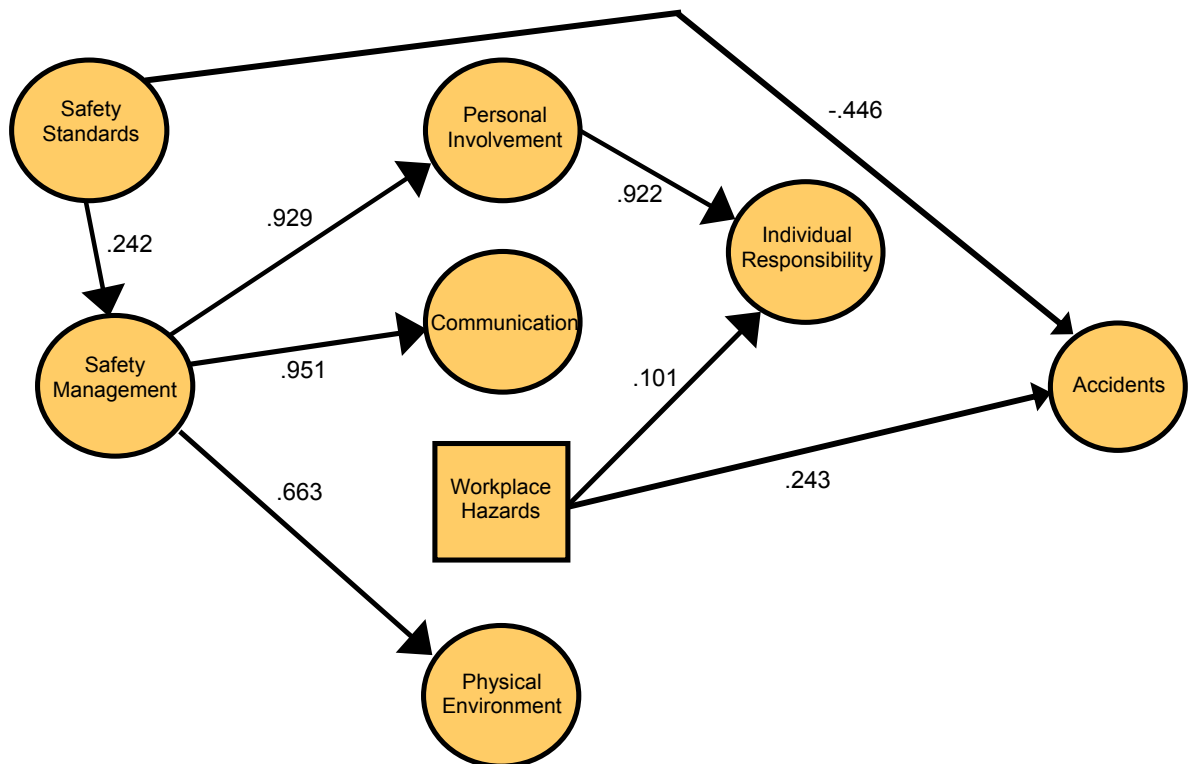 Safety
Standards
Personal
Involvement
-.446
.922
.929
Individual
Responsibility
.242
Communication
Safety
Management
.951
.101
Accidents
.243
Workplace
Hazards
.663
Physical
Environment